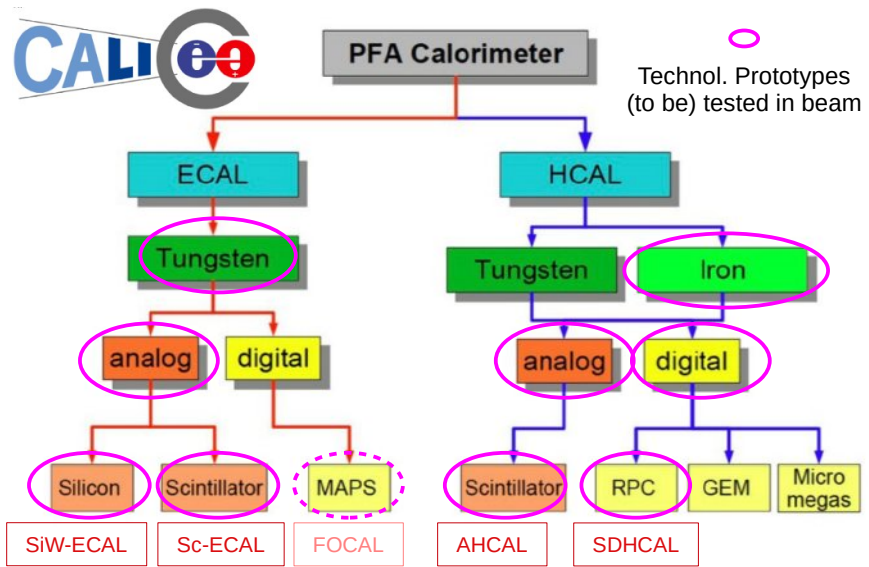 CALICe
PFA Calorimeter
Technol. Prototypes
(to be) tested in beam
ECAL
HCAL
Tungsten
Tungsten
Iron
analog
digital
analog
digital
Silicon
Scintillator
MAPS
Scintillator
RPC
GEM
Micro
megas
SiW-ECAL
Sc-ECAL
FOCAL
AHCAL
SDHCAL